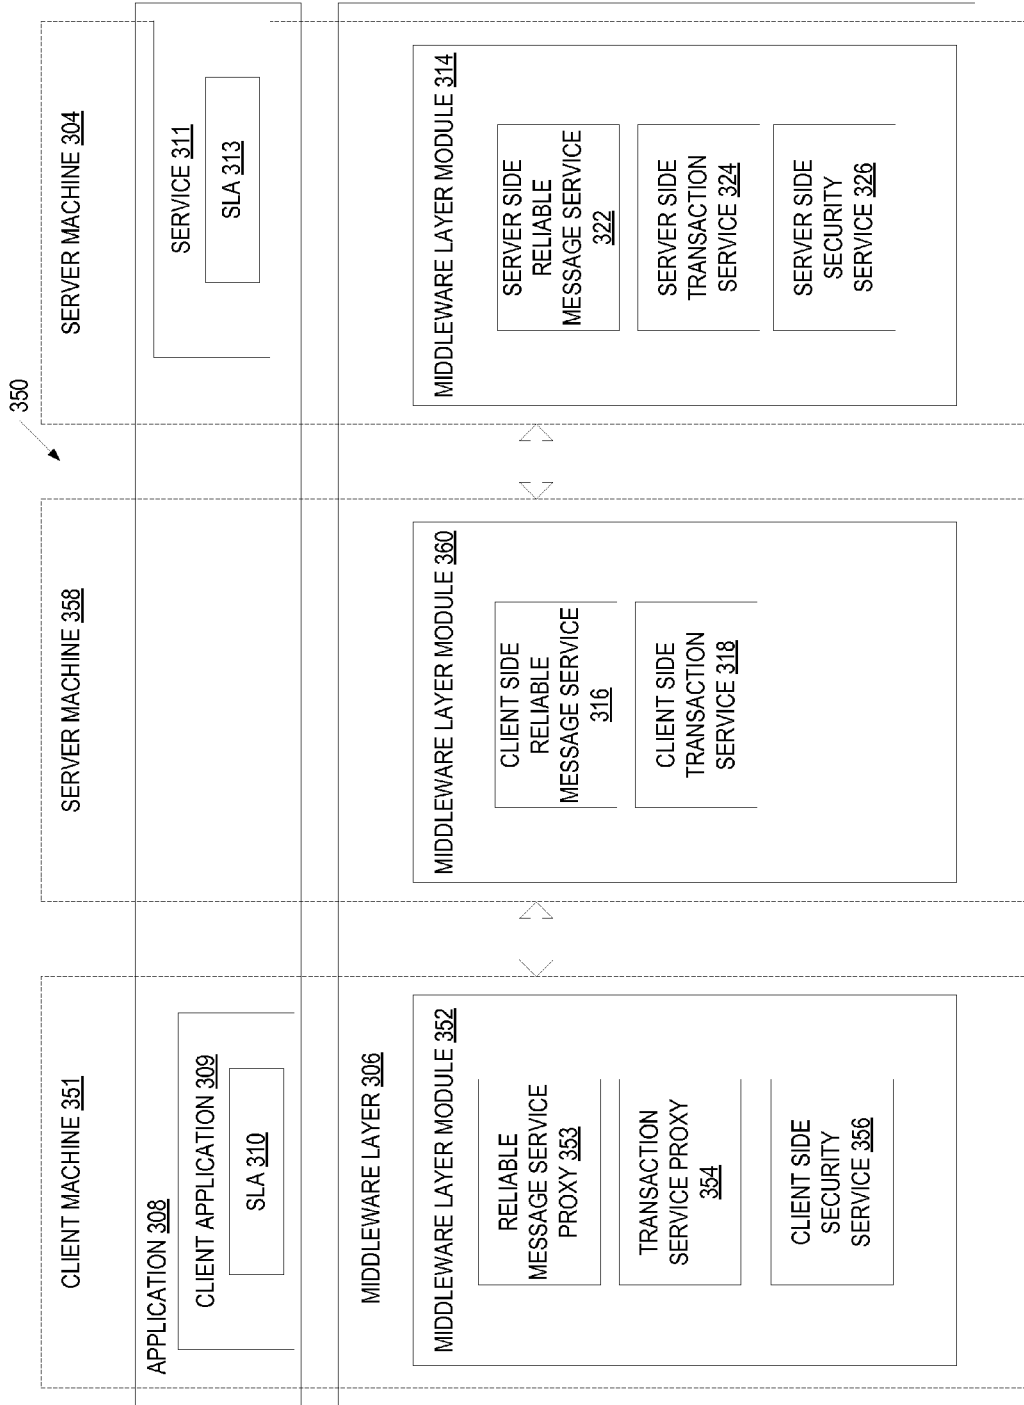 350
CLIENT MACHINE 351
SERVER MACHINE 358
SERVER MACHINE 304
APPLICATION 308
CLIENT APPLICATION 309
SLA 310
SERVICE 311
SLA 313
MIDDLEWARE LAYER 306
MIDDLEWARE LAYER MODULE 352
RELIABLE
MESSAGE SERVICE
PROXY 353
TRANSACTION
SERVICE PROXY
354
CLIENT SIDE
SECURITY
SERVICE 356
MIDDLEWARE LAYER MODULE 360
CLIENT SIDE
RELIABLE
MESSAGE SERVICE
316
CLIENT SIDE
TRANSACTION
SERVICE 318
MIDDLEWARE LAYER MODULE 314
SERVER SIDE
RELIABLE
MESSAGE SERVICE
322
SERVER SIDE
TRANSACTION
SERVICE 324
SERVER SIDE
SECURITY
SERVICE 326